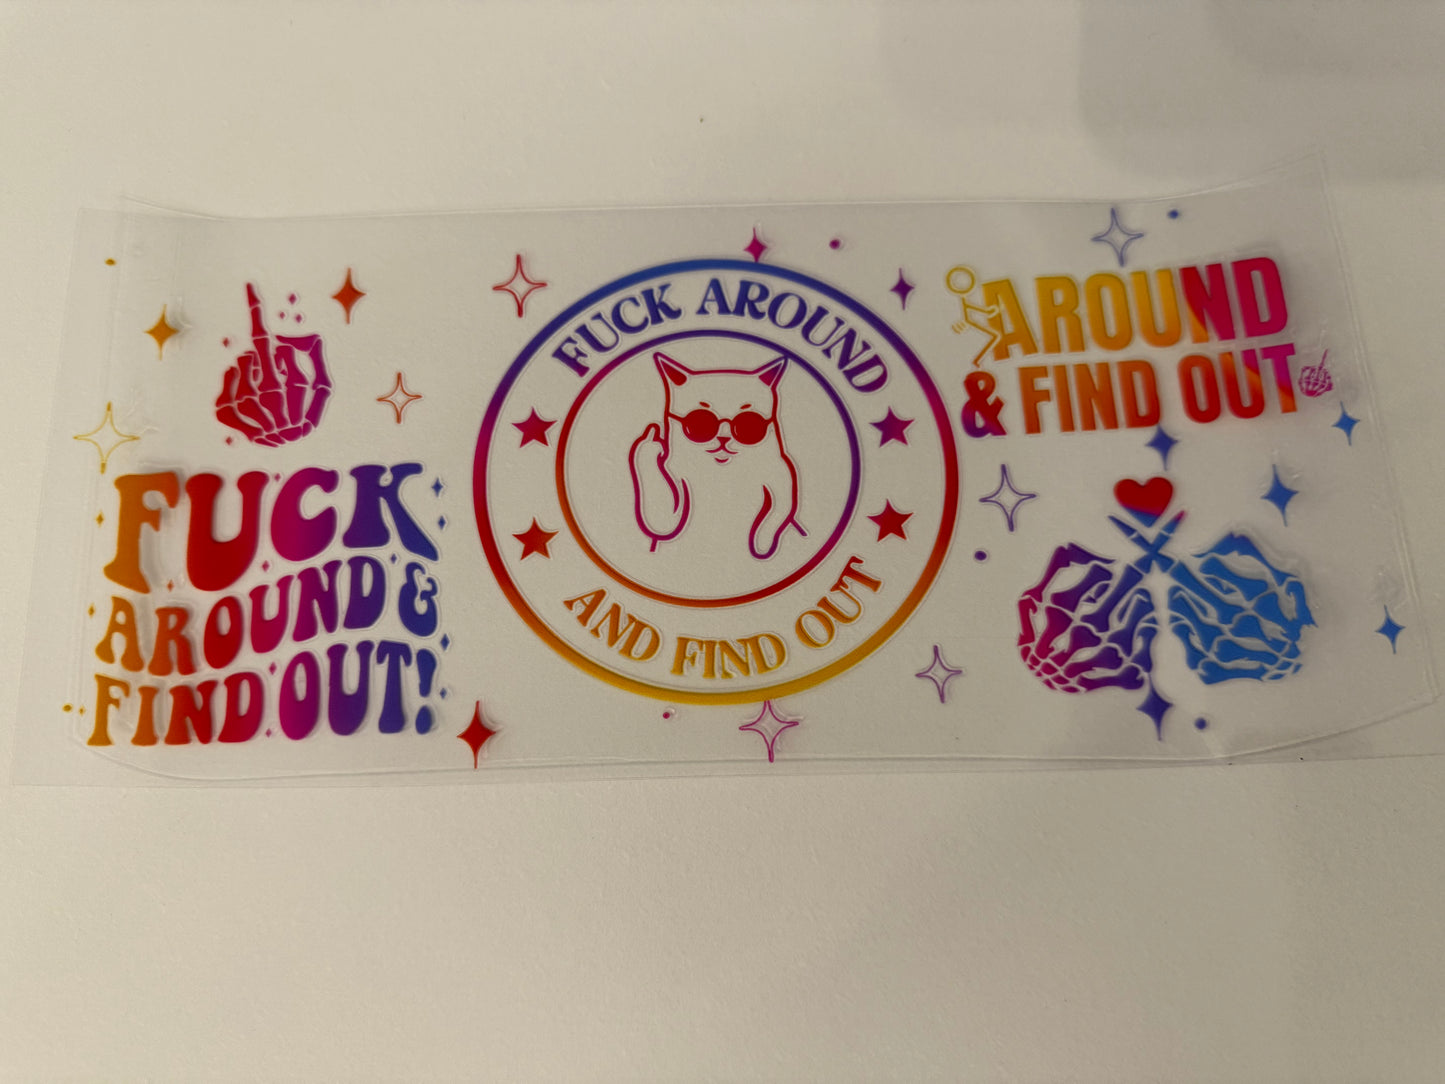 FUCK
AROUND &
FIND OUT!
FUCK AROUND
AND FIND OUT
AROUND
& FIND OUT